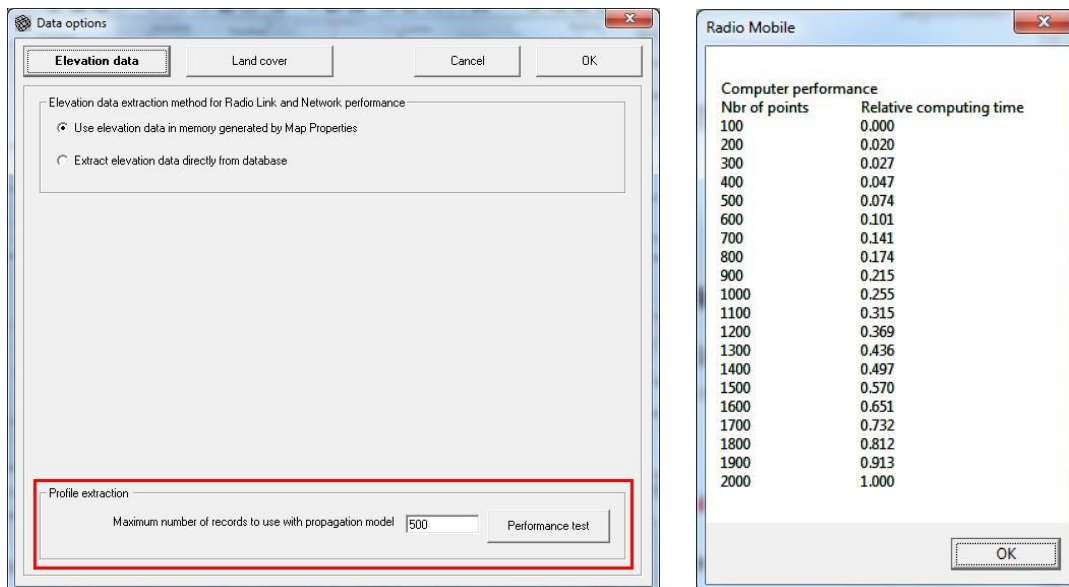 Data options
Elevation data
Land cover
Cancel
OK
Elevation data extraction method for Radio Link and Network performance
Use elevation data in memory generated by Map Properties
Extract elevation data directly from database
Profile extraction
Maximum number of records to use with propagation model 500 Performance test
Radio Mobile
Computer performance
Nbr of points Relative computing time
100 0.000
200 0.020
300 0.027
400 0.047
500 0.074
600 0.101
700 0.141
800 0.174
900 0.215
1000 0.255
1100 0.315
1200 0.369
1300 0.436
1400 0.497
1500 0.570
1600 0.651
1700 0.732
1800 0.812
1900 0.913
2000 1.000
OK